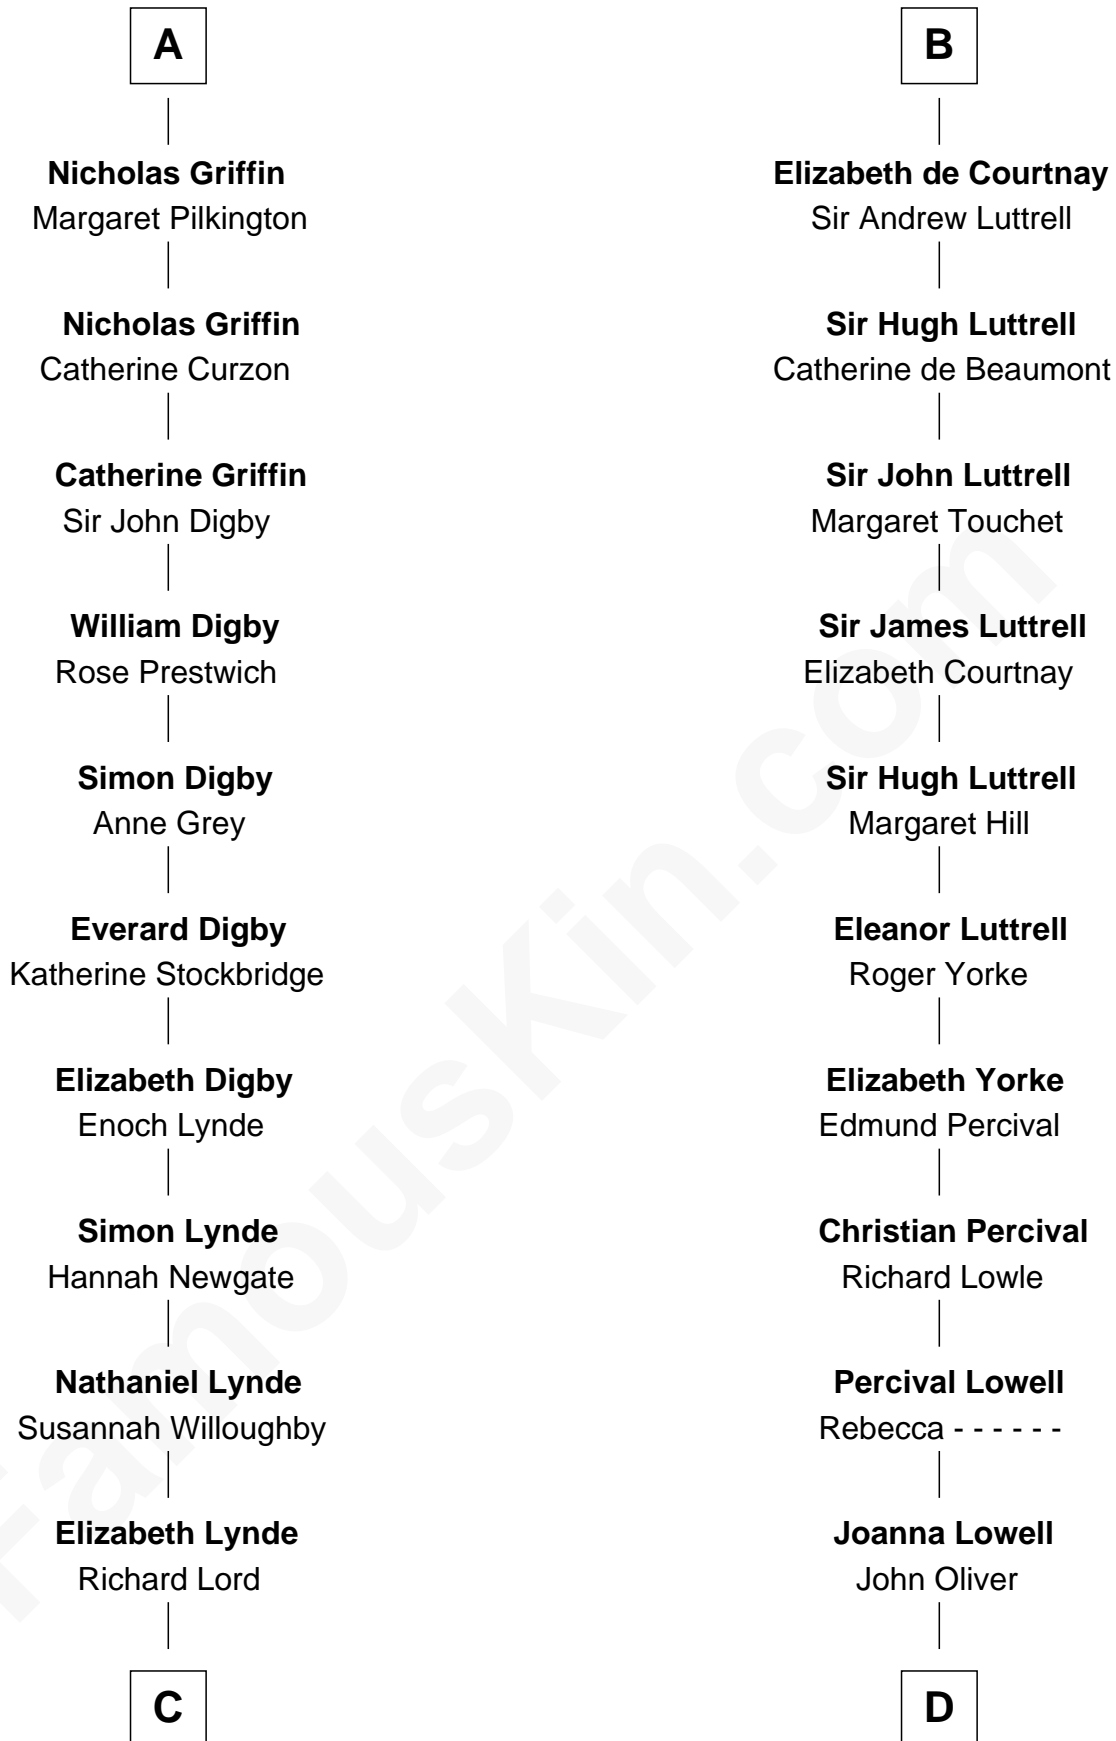 A
Nicholas Griffin
Margaret Pilkington
Nicholas Griffin
Catherine Curzon
Catherine Griffin
Sir John Digby
William Digby
Rose Prestwich
Simon Digby
Anne Grey
Everard Digby
Katherine Stockbridge
Elizabeth Digby
Enoch Lynde
Simon Lynde
Hannah Newgate
Nathaniel Lynde
Susannah Willoughby
Elizabeth Lynde
Richard Lord
C
B
Elizabeth de Courtnay
Sir Andrew Luttrell
Sir Hugh Luttrell
Catherine de Beaumont
Sir John Luttrell
Margaret Touchet
Sir James Luttrell
Elizabeth Courtnay
Sir Hugh Luttrell
Margaret Hill
Eleanor Luttrell
Roger Yorke
Elizabeth Yorke
Edmund Percival
Christian Percival
Richard Lowle
Percival Lowell
Rebecca - - - - - -
Joanna Lowell
John Oliver
D
FamousKin.com